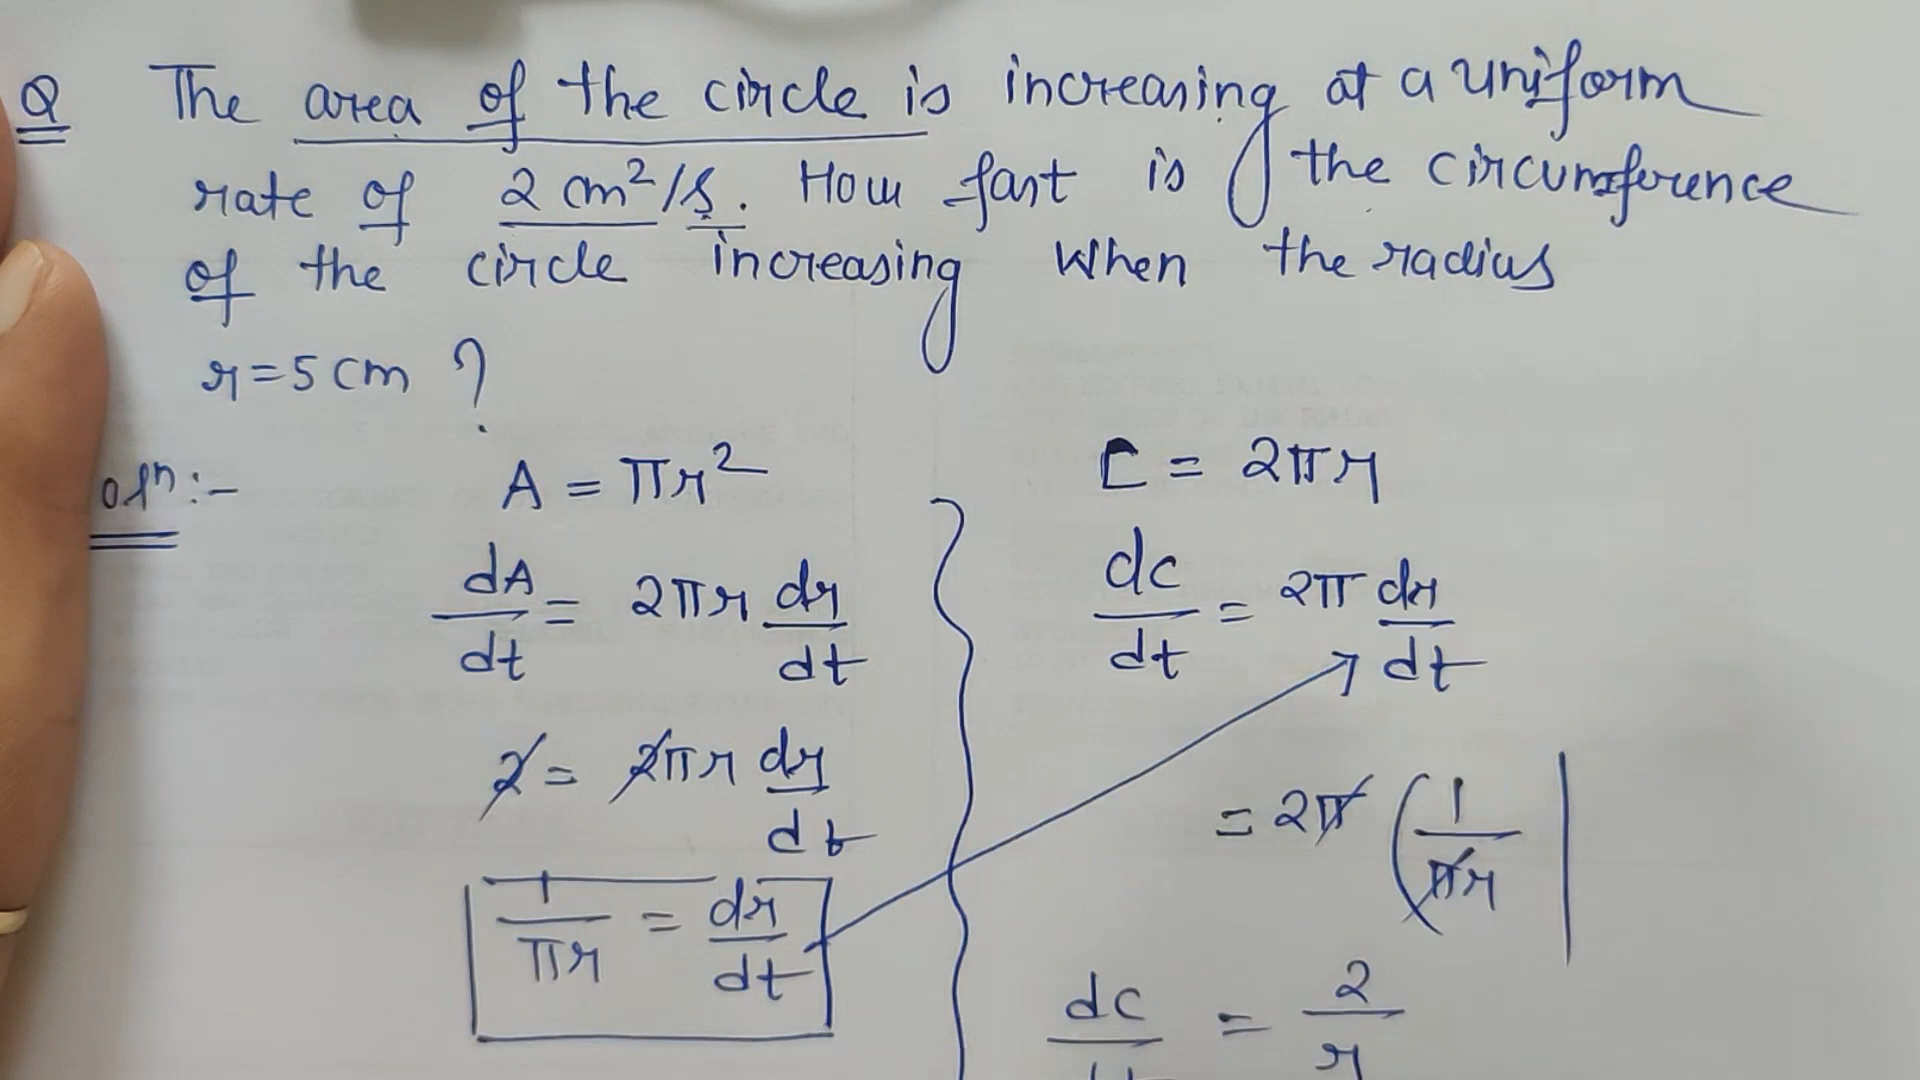 Q The area of the circle is increasing at a uniform
rate of 2 cm²/s. How fast is the circumference
of the circle increasing when the radius
r=5 cm ?
olⁿ:-
A = πr²
dA/dt = 2πr dr/dt
2 = 2πr dr/dt
1/πr = dr/dt
C = 2πr
dc/dt = 2π dr/dt
= 2π (1/πr
dc = 2/r